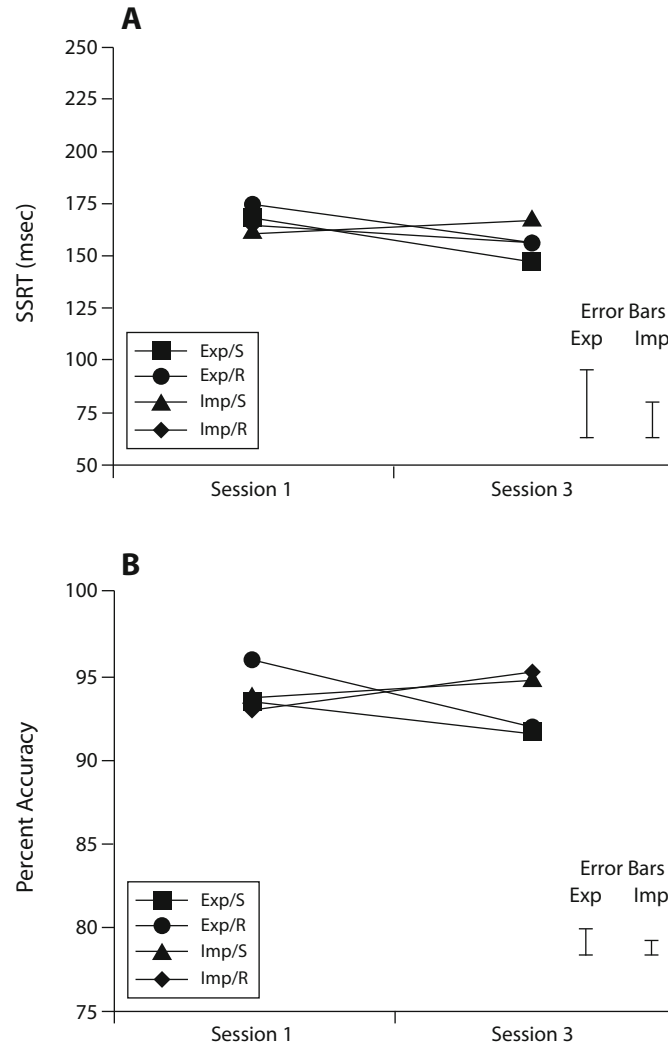 A
250
225
200
175
150
125
100
75
50
SSRT (msec)
Exp/S
Exp/R
Imp/S
Imp/R
Error Bars
Exp Imp
Session 1 Session 3
B
100
95
90
85
80
75
Percent Accuracy
Exp/S
Exp/R
Imp/S
Imp/R
Error Bars
Exp Imp
Session 1 Session 3